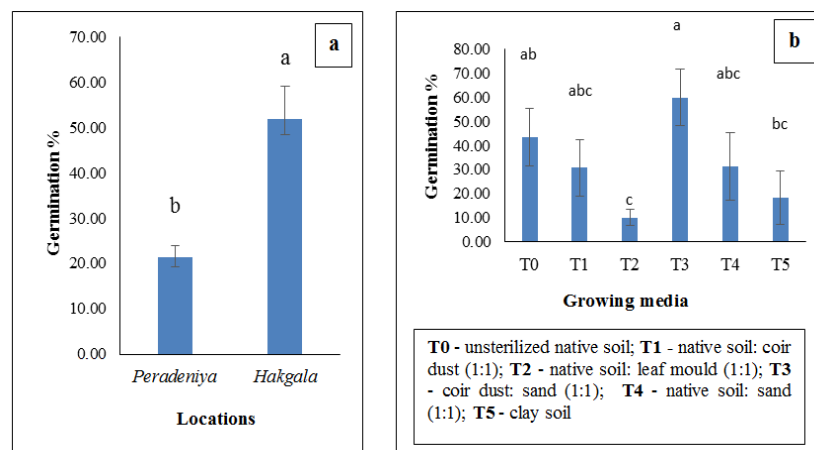 a
70.00
60.00
50.00
40.00
30.00
20.00
10.00
0.00
Germination %
b
a
Peradeniya Hakgala
Locations
b
80.00
70.00
60.00
50.00
40.00
30.00
20.00
10.00
0.00
Germination %
ab
abc
c
a
abc
bc
T0 T1 T2 T3 T4 T5
Growing media
T0 - unsterilized native soil; T1 - native soil: coir
dust (1:1); T2 - native soil: leaf mould (1:1); T3
- coir dust: sand (1:1); T4 - native soil: sand
(1:1); T5 - clay soil